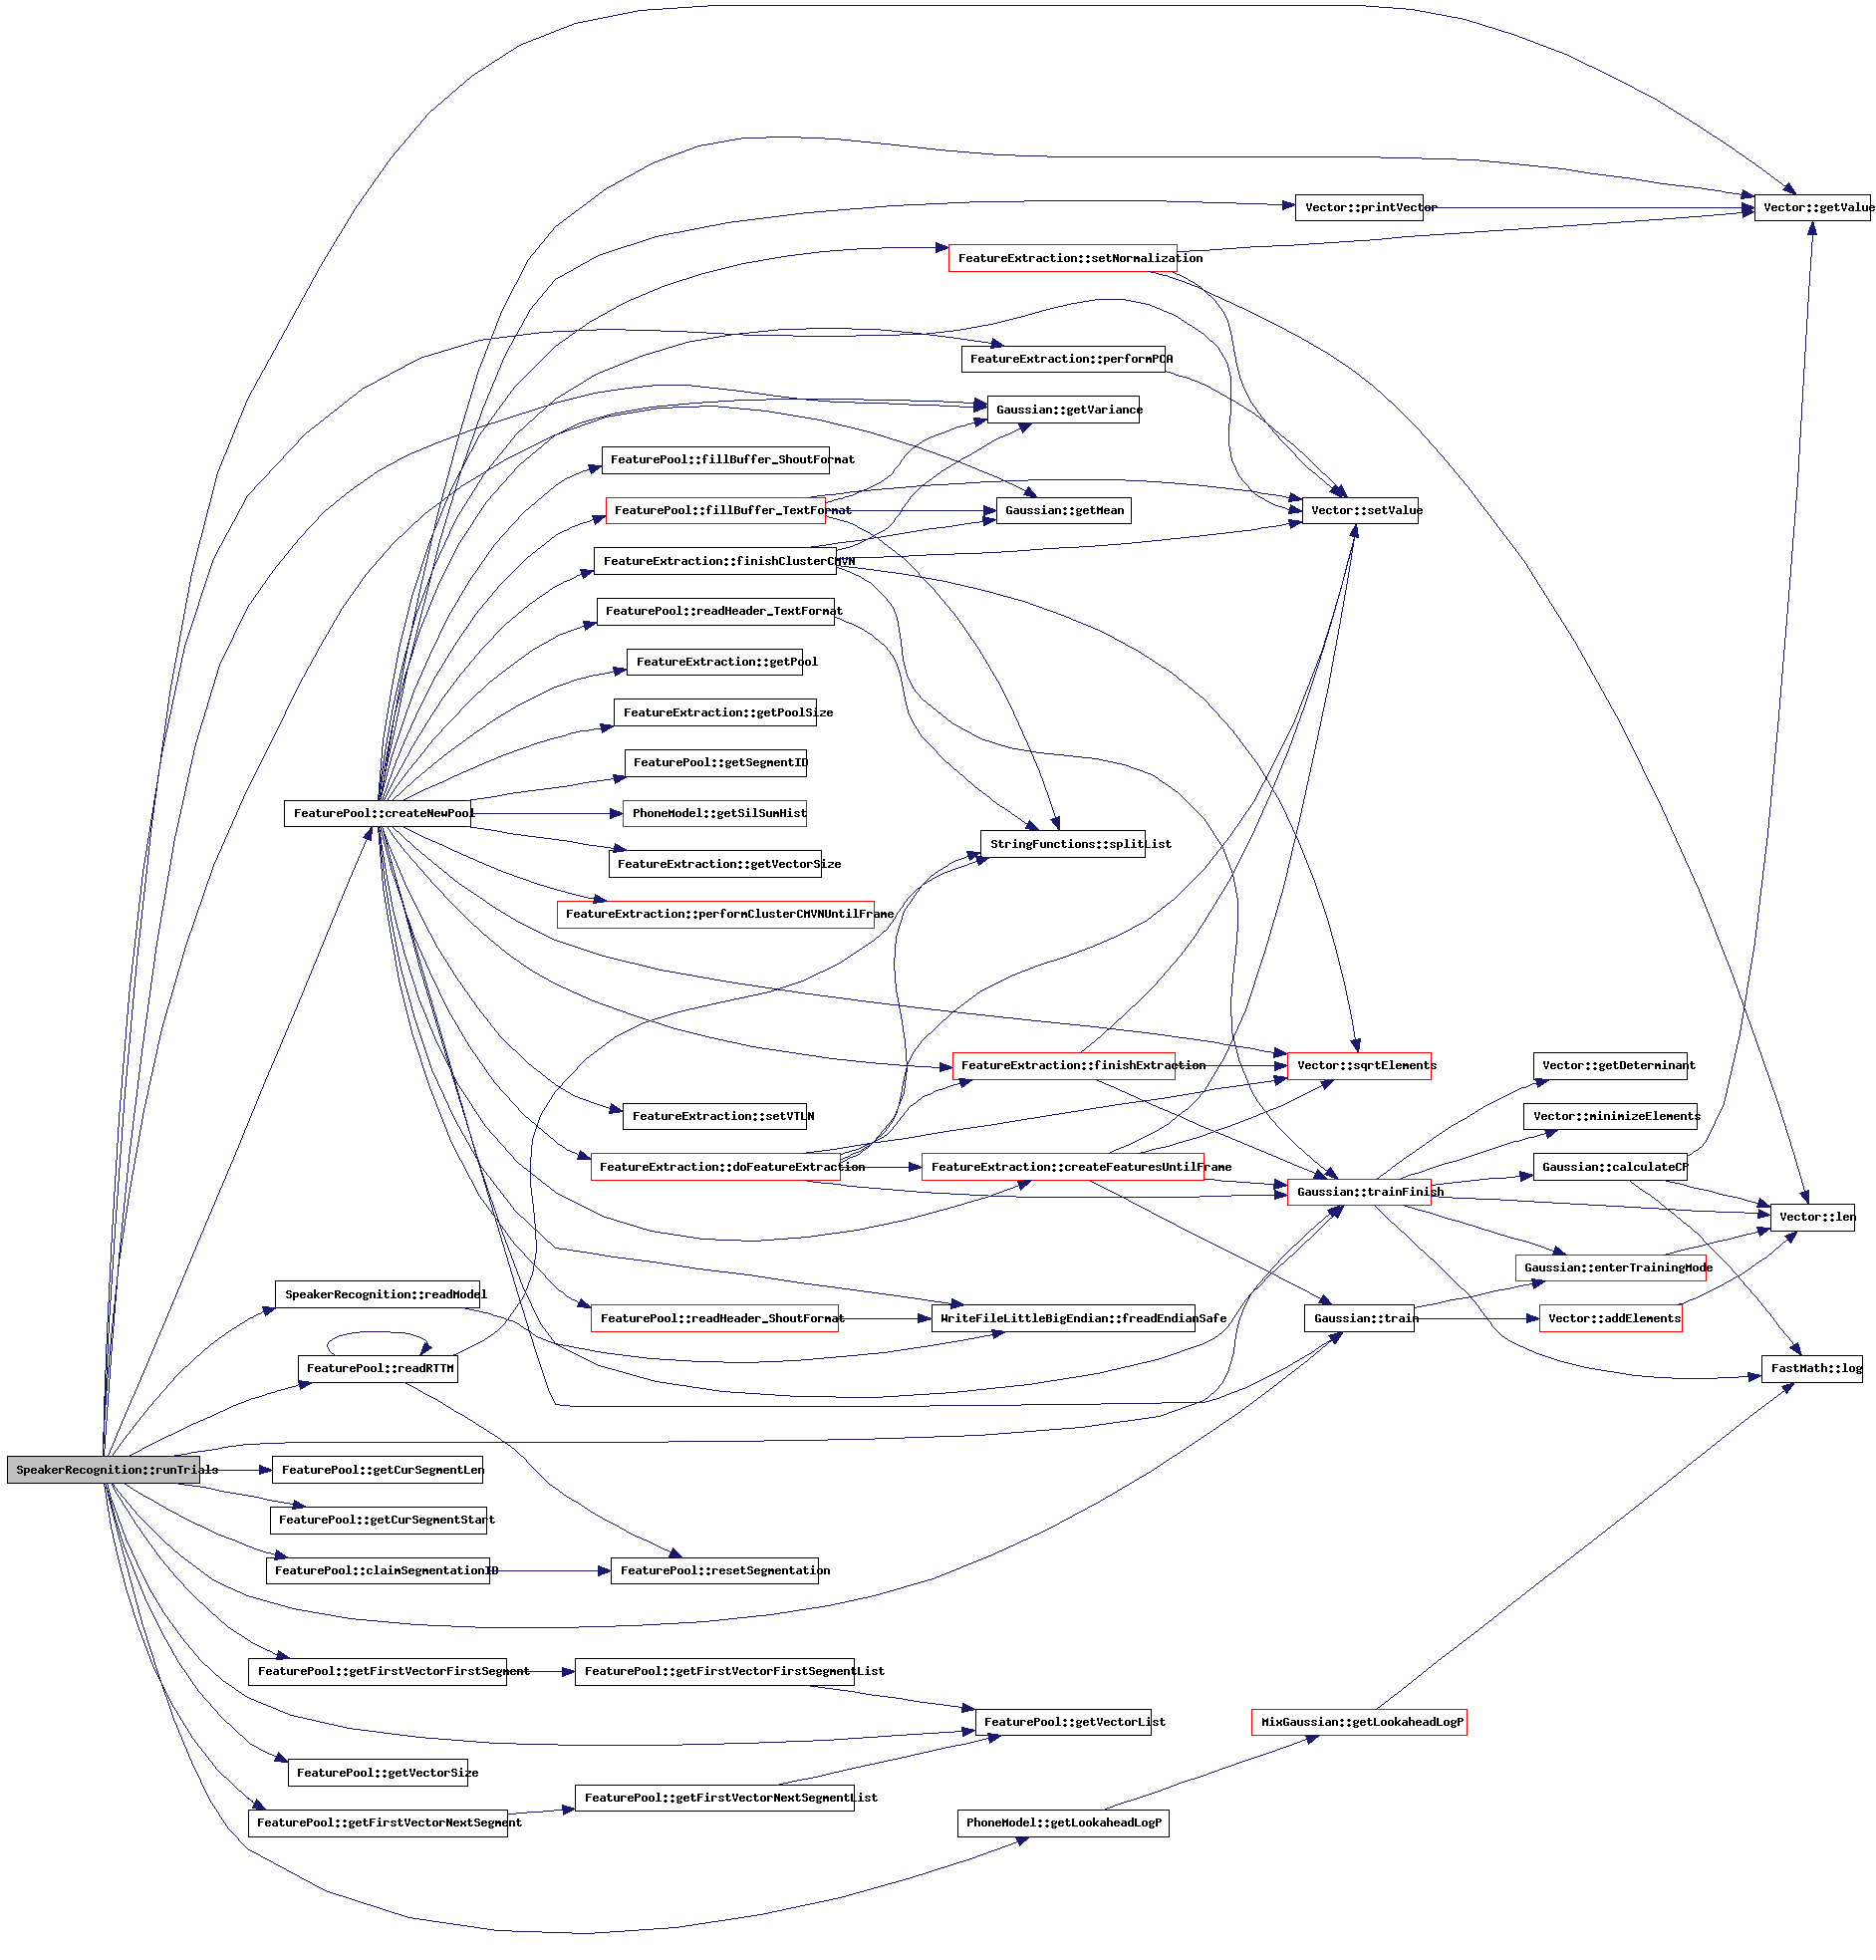 Vector::printVector
Vector::getValue
FeatureExtraction::setNormalization
FeatureExtraction::performPCA
Gaussian::getVariance
FeaturePool::fillBuffer_ShoutFormat
FeaturePool::fillBuffer_TextFormat
Gaussian::getMean
Vector::setValue
FeatureExtraction::finishClusterCMVN
FeaturePool::readHeader_TextFormat
FeatureExtraction::getPool
FeatureExtraction::getPoolSize
FeaturePool::getSegmentID
FeaturePool::createNewPool
PhoneModel::getSilSumHist
StringFunctions::splitList
FeatureExtraction::getVectorSize
FeatureExtraction::performClusterCMVNUntilFrame
FeatureExtraction::finishExtraction
Vector::sqrtElements
Vector::getDeterminant
FeatureExtraction::setVTLN
Vector::minimizeElements
FeatureExtraction::doFeatureExtraction
FeatureExtraction::createFeaturesUntilFrame
Gaussian::calculateCP
Gaussian::trainFinish
Vector::len
Gaussian::enterTrainingMode
SpeakerRecognition::readModel
FeaturePool::readHeader_ShoutFormat
WriteFileLittleBigEndian::freadEndianSafe
Gaussian::train
Vector::addElements
FeaturePool::readRTTM
FastMath::log
SpeakerRecognition::runTrials
FeaturePool::getCurSegmentLen
FeaturePool::getCurSegmentStart
FeaturePool::claimSegmentationID
FeaturePool::resetSegmentation
FeaturePool::getFirstVectorFirstSegment
FeaturePool::getFirstVectorFirstSegmentList
FeaturePool::getVectorList
MixGaussian::getLookaheadLogP
FeaturePool::getVectorSize
FeaturePool::getFirstVectorNextSegmentList
FeaturePool::getFirstVectorNextSegment
PhoneModel::getLookaheadLogP